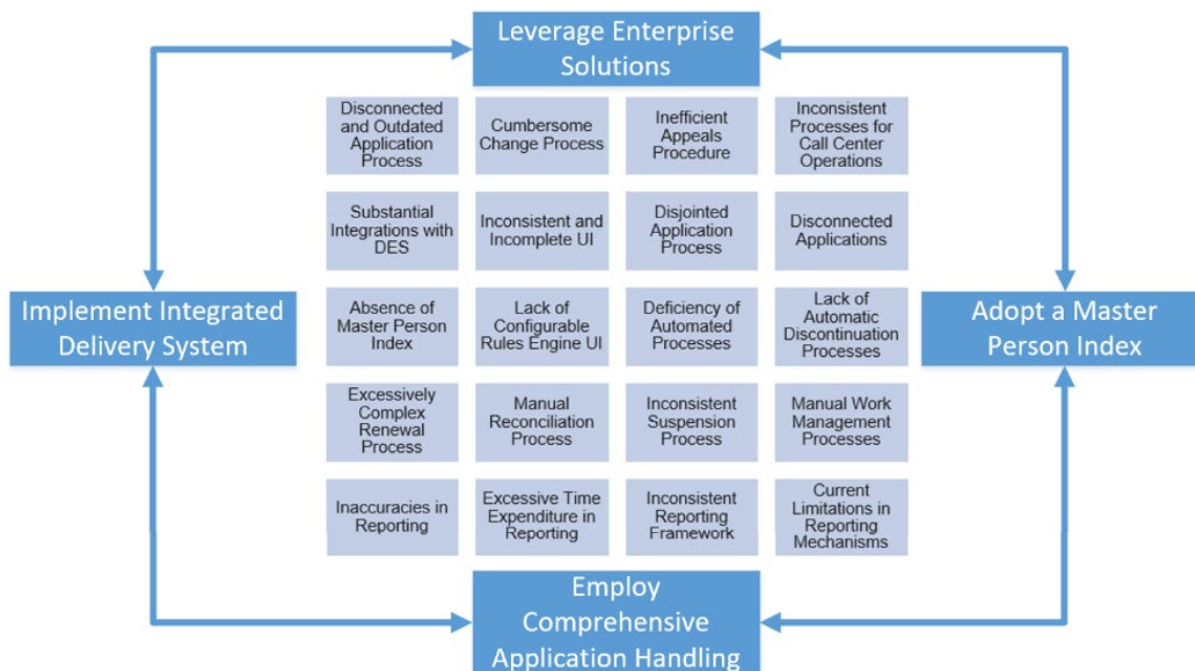 Leverage Enterprise
Solutions
Disconnected
and Outdated
Application
Process
Cumbersome
Change Process
Inefficient
Appeals
Procedure
Inconsistent
Processes for
Call Center
Operations
Substantial
Integrations with
DES
Inconsistent and
Incomplete UI
Disjointed
Application
Process
Disconnected
Applications
Implement Integrated
Delivery System
Absence of
Master Person
Index
Lack of
Configurable
Rules Engine UI
Deficiency of
Automated
Processes
Lack of
Automatic
Discontinuation
Processes
Adopt a Master
Person Index
Excessively
Complex
Renewal
Process
Manual
Reconciliation
Process
Inconsistent
Suspension
Process
Manual Work
Management
Processes
Inaccuracies in
Reporting
Excessive Time
Expenditure in
Reporting
Inconsistent
Reporting
Framework
Current
Limitations in
Reporting
Mechanisms
Employ
Comprehensive
Application Handling